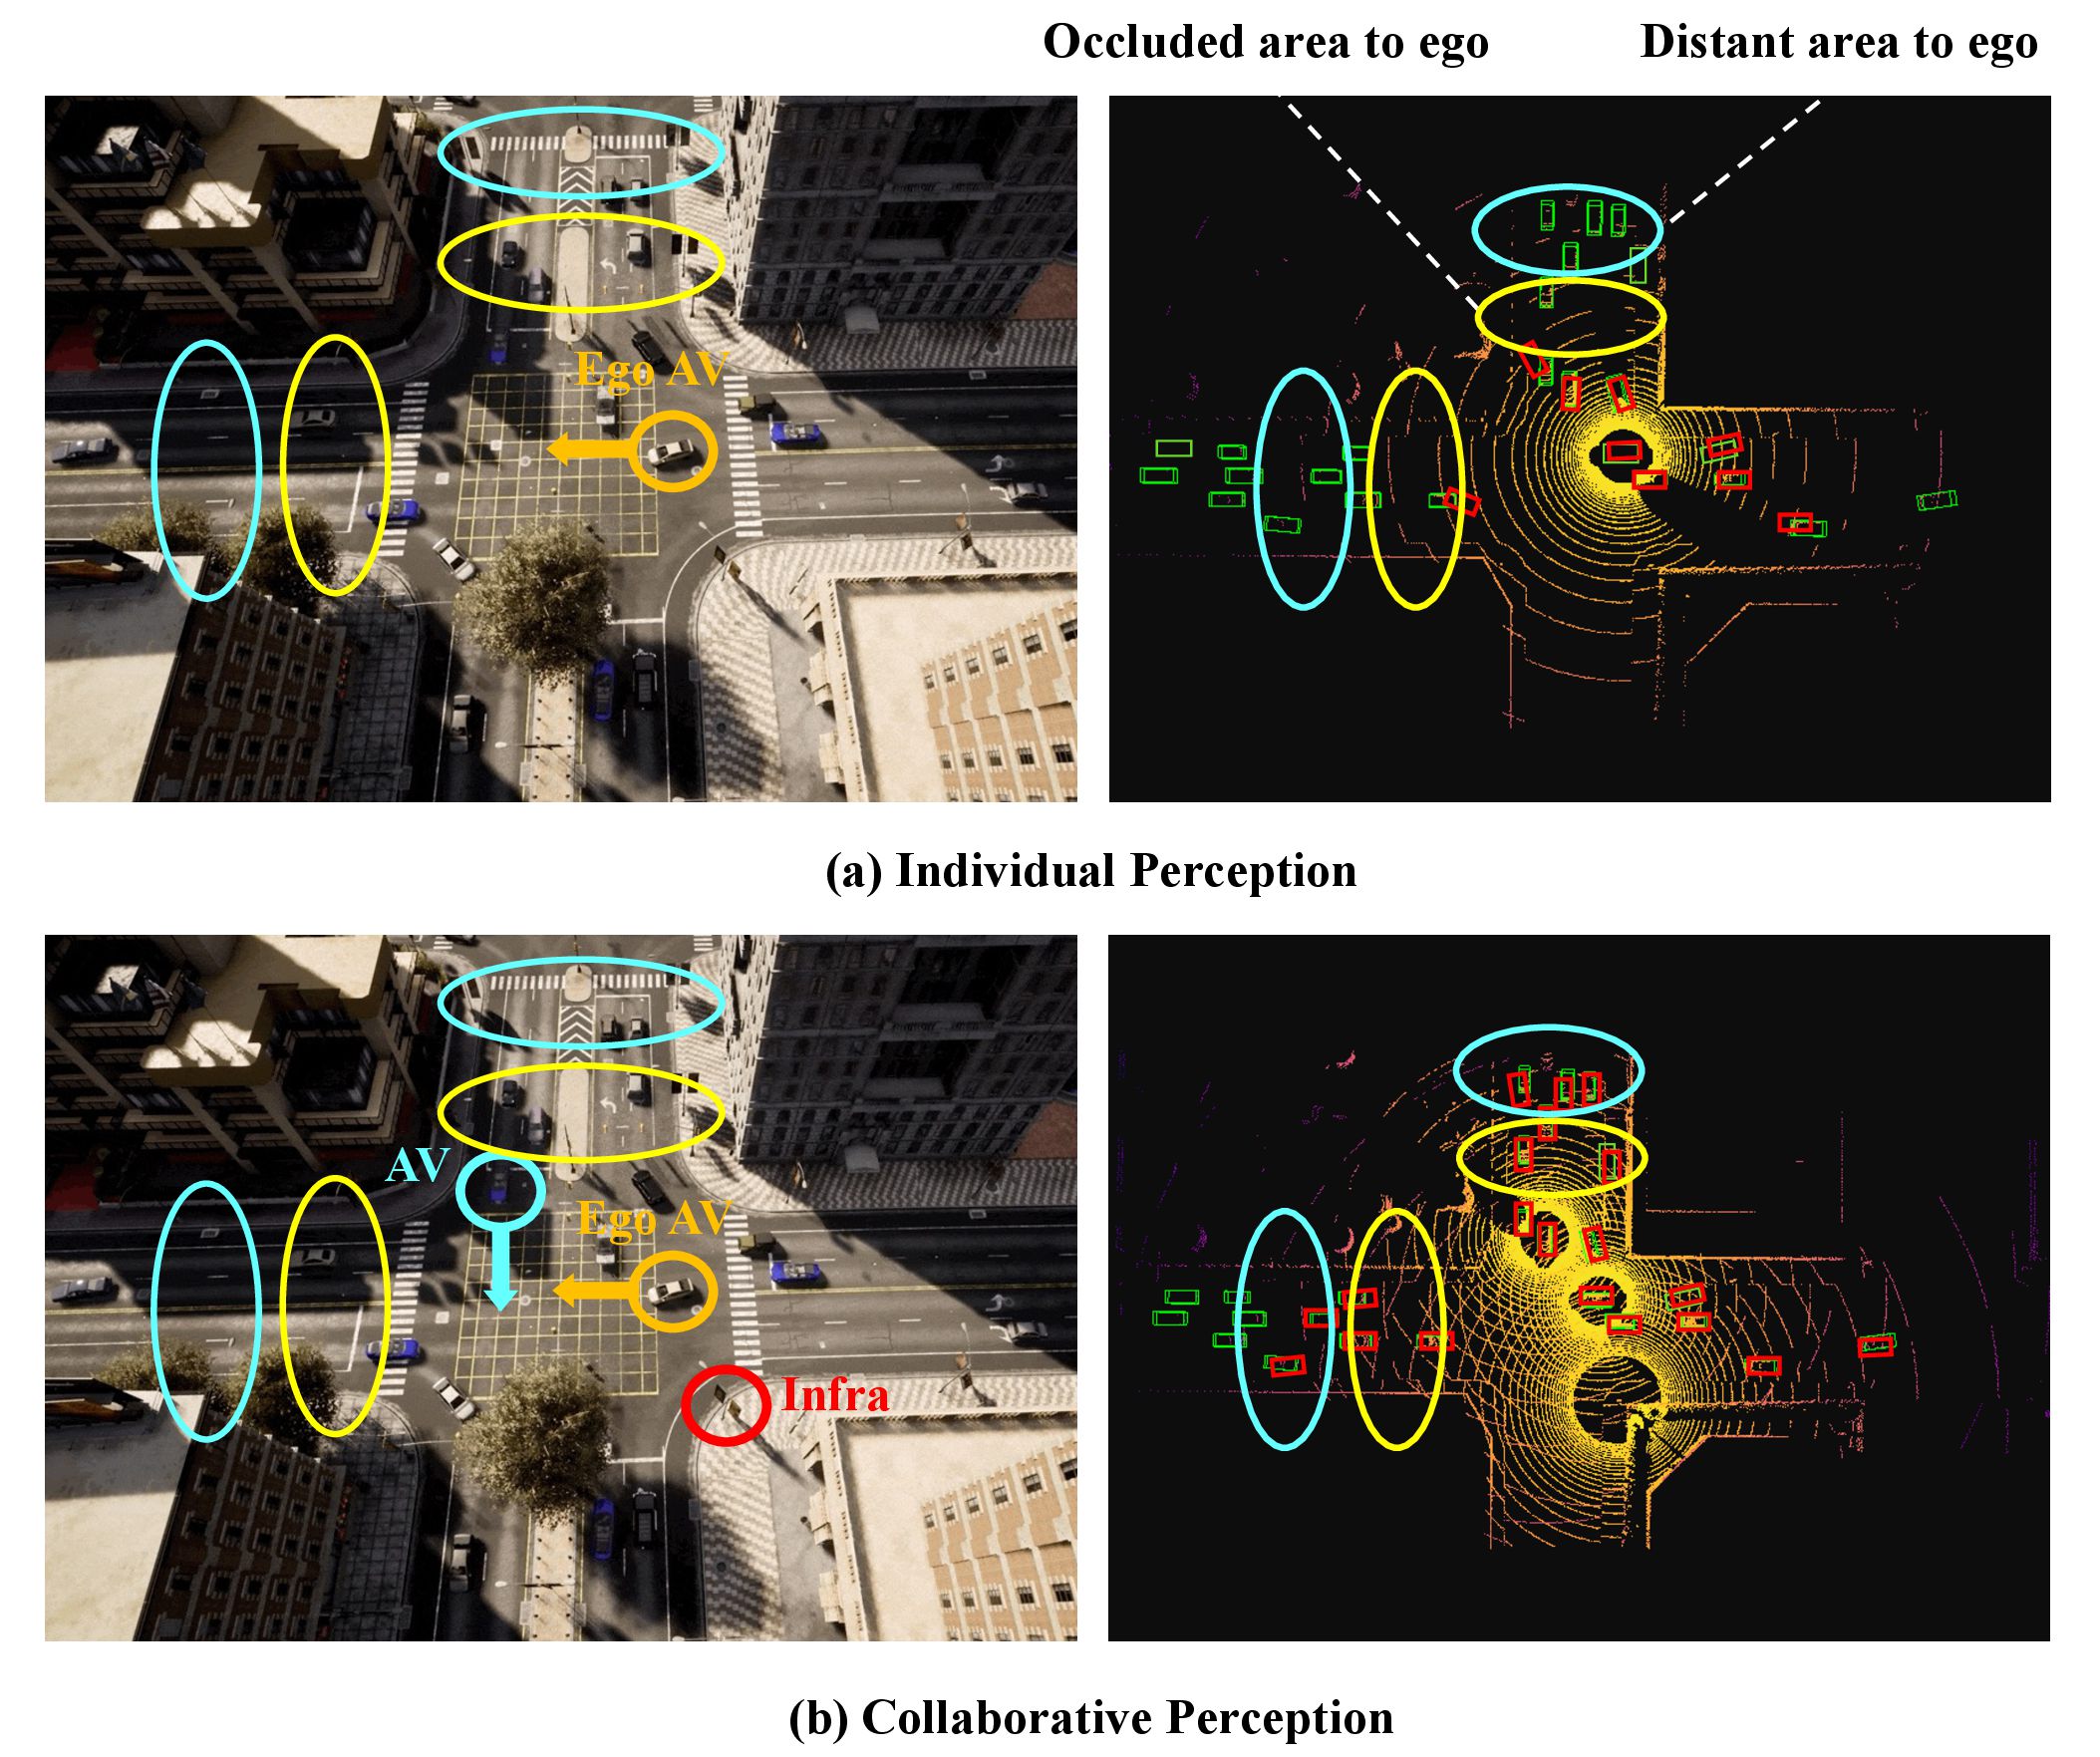 Occluded area to ego
Distant area to ego
Ego AV
(a) Individual Perception
AV
Ego AV
Infra
(b) Collaborative Perception